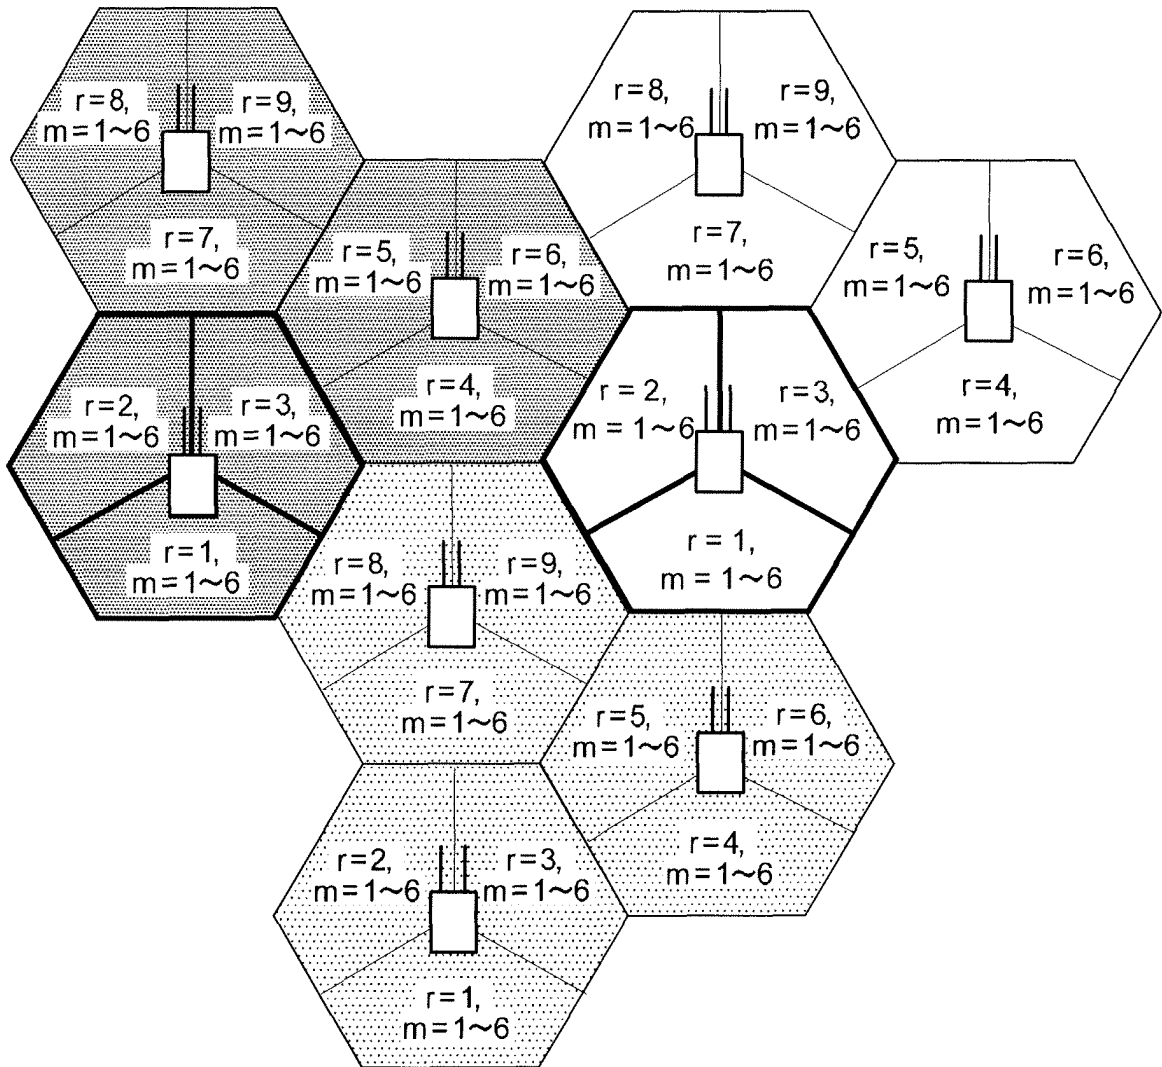 r=8,
m=1~6
r=9,
m=1~6
r=7,
m=1~6
r=8,
m=1~6
r=9,
m=1~6
r=7,
m=1~6
r=5,
m=1~6
r=6,
m=1~6
r=4,
m=1~6
r=5,
m=1~6
r=6,
m=1~6
r=4,
m=1~6
r=2,
m=1~6
r=3,
m=1~6
r=1,
m=1~6
r=2,
m = 1~6
r=3,
m=1~6
r = 1,
m = 1~6
r=8,
m=1~6
r=9,
m=1~6
r=7,
m=1~6
r=5,
m=1~6
r=6,
m=1~6
r=4,
m=1~6
r=2,
m=1~6
r=3,
m=1~6
r=1,
m=1~6